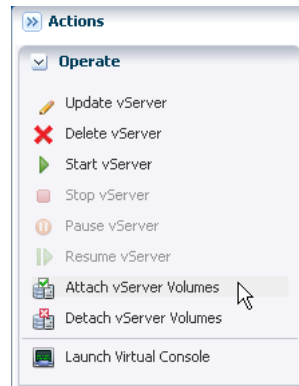 Actions
Operate
Update vServer
Delete vServer
Start vServer
Stop vServer
Pause vServer
Resume vServer
Attach vServer Volumes
Detach vServer Volumes
Launch Virtual Console